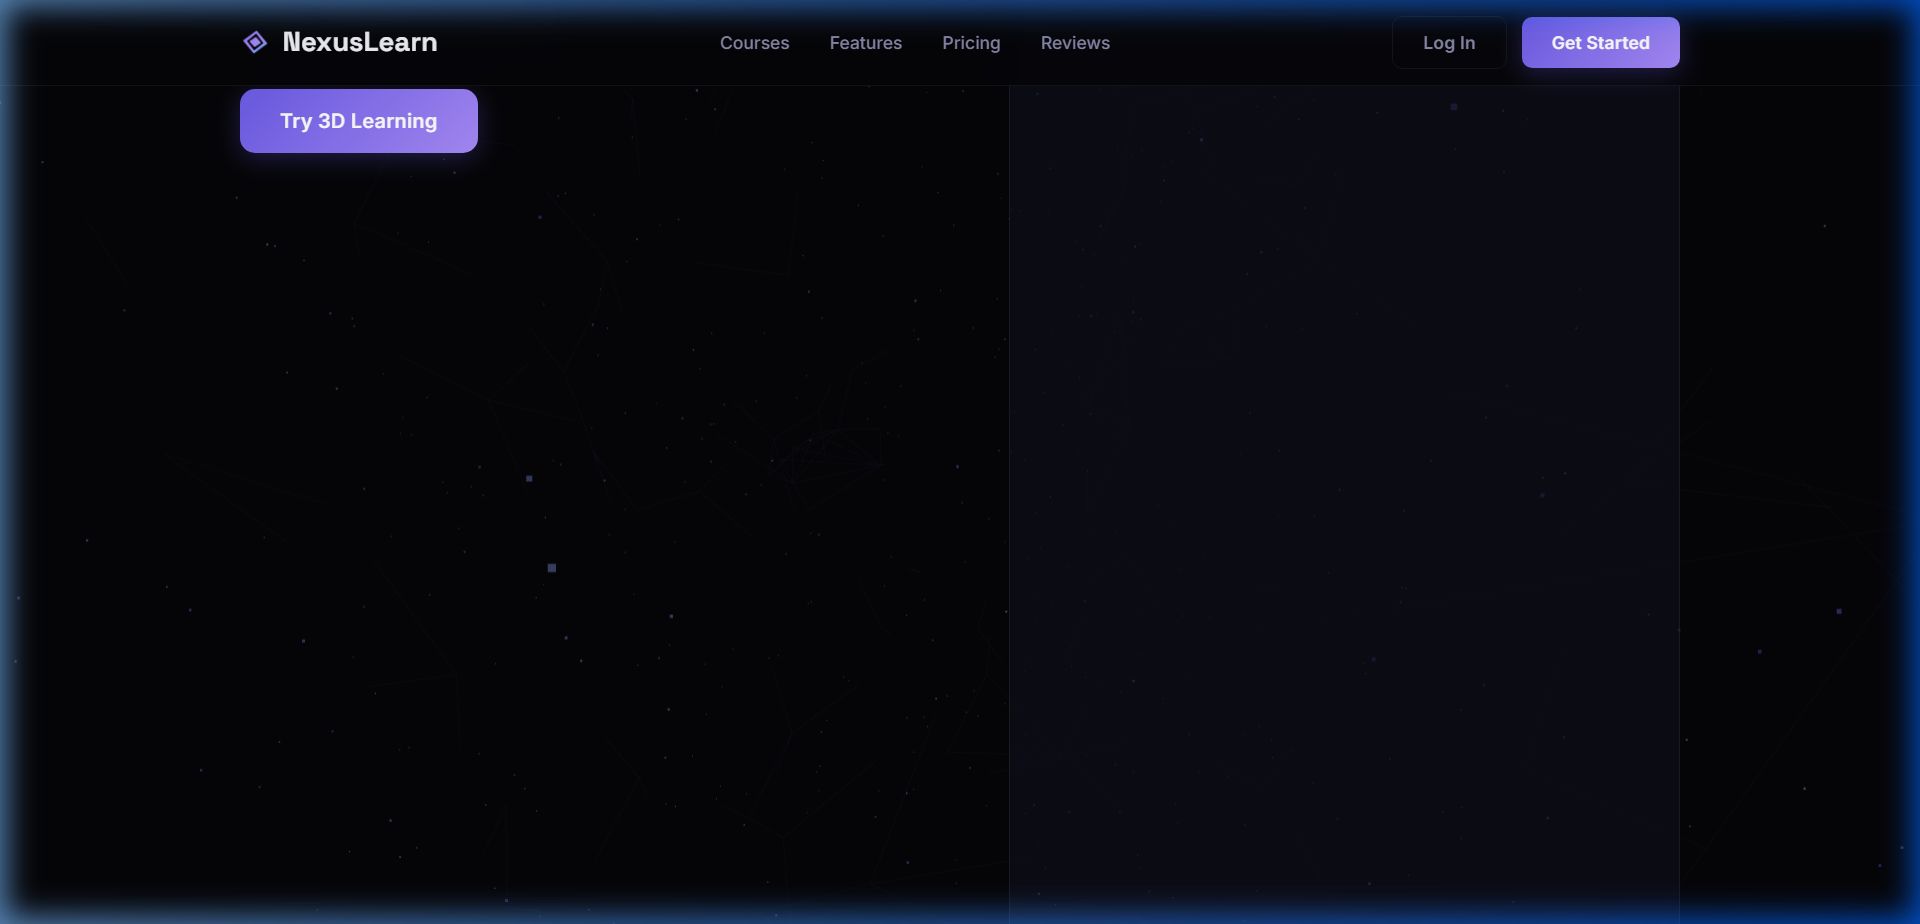 NexusLearn
Courses
Features
Pricing
Reviews
Log In
Get Started
Try 3D Learning